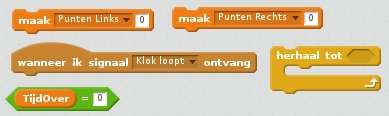 maak Punten Links 0
maak Punten Rechts 0
wanneer ik signaal Klok loopt ontvang
herhaal tot
TijdOver = 0